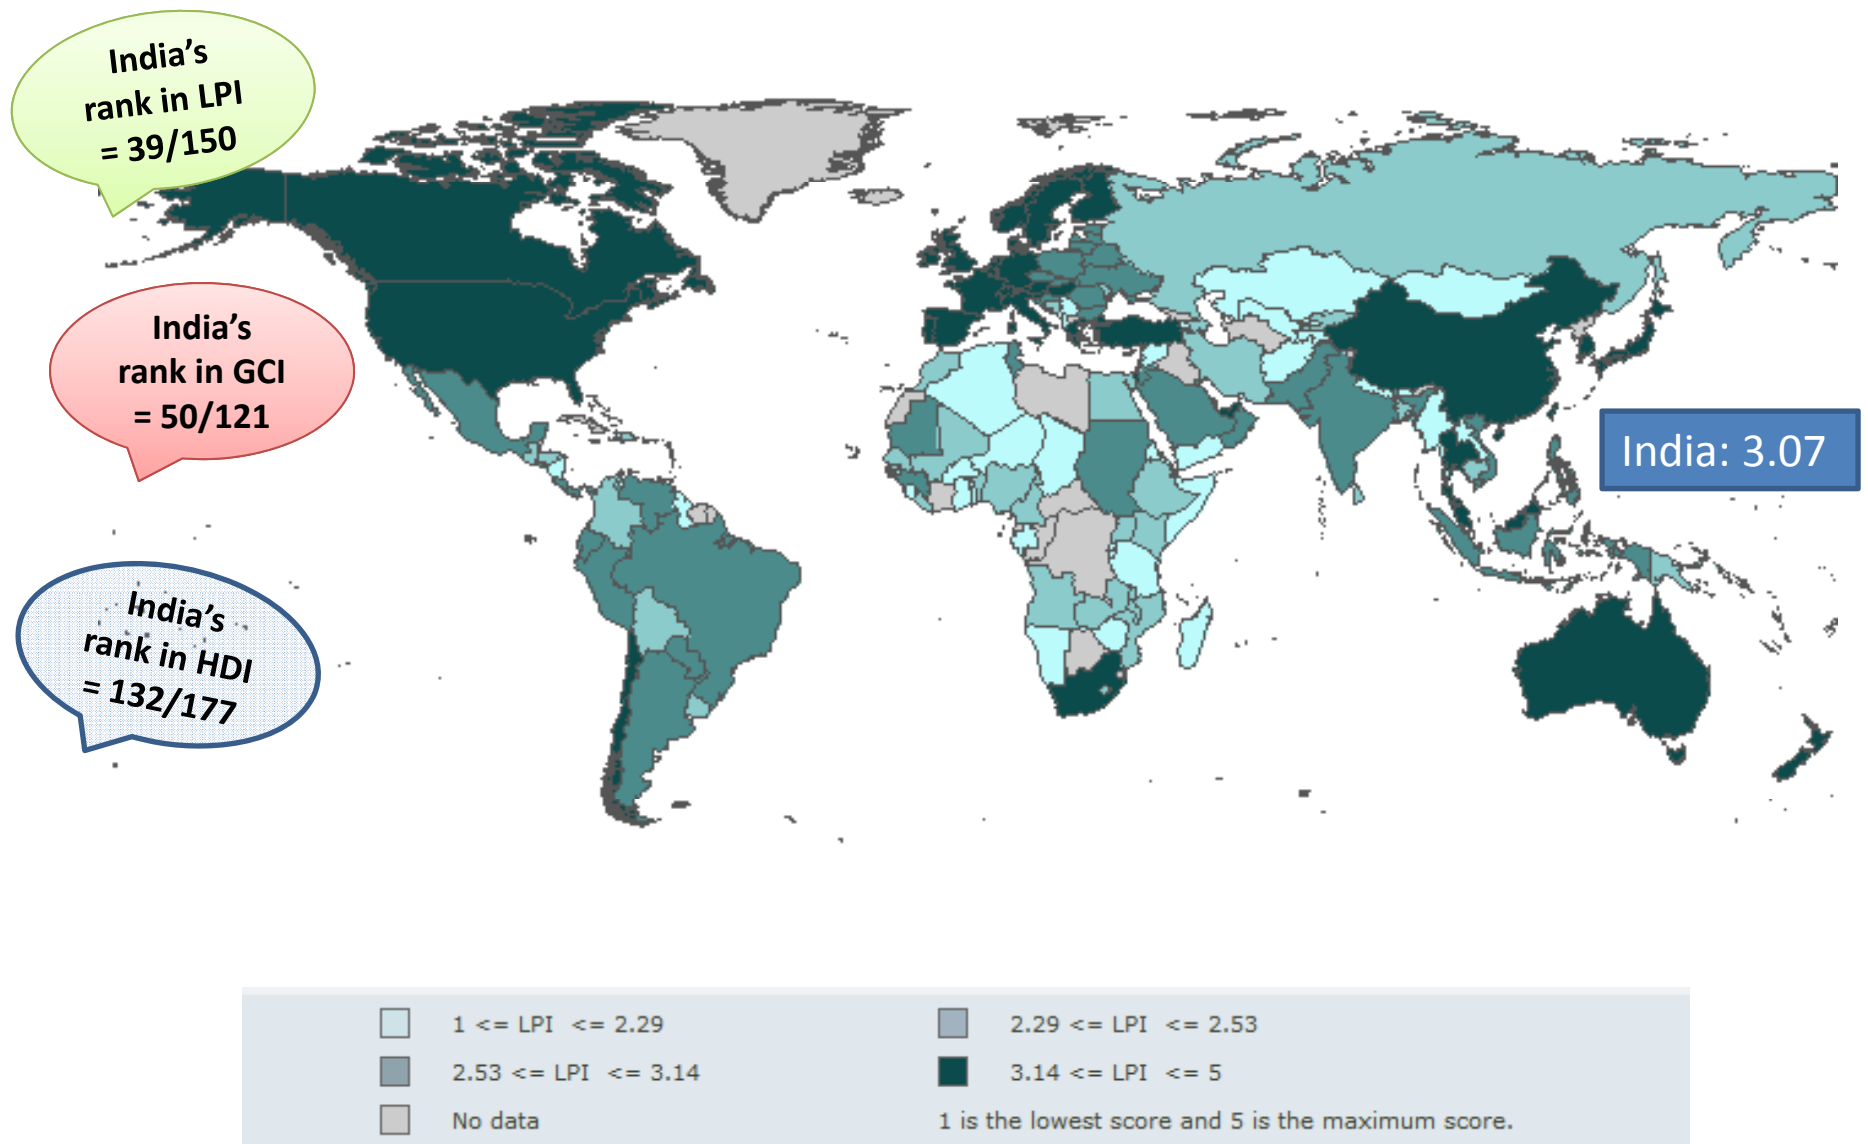 India’s
rank in LPI
= 39/150
India’s
rank in GCI
= 50/121
India: 3.07
India’s
rank in HDI
= 132/177
1 <= LPI <= 2.29
2.29 <= LPI <= 2.53
2.53 <= LPI <= 3.14
3.14 <= LPI <= 5
No data
1 is the lowest score and 5 is the maximum score.